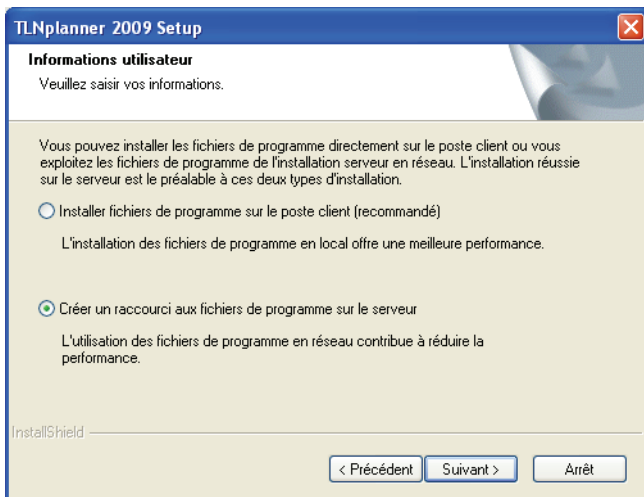 TLNplanner 2009 Setup
Informations utilisateur
Veuillez saisir vos informations.
Vous pouvez installer les fichiers de programme directement sur le poste client ou vous
exploitez les fichiers de programme de l'installation serveur en réseau. L'installation réussie
sur le serveur est le préalable à ces deux types d'installation.
Installer fichiers de programme sur le poste client (recommandé)
L'installation des fichiers de programme en local offre une meilleure performance.
Créer un raccourci aux fichiers de programme sur le serveur
L'utilisation des fichiers de programme en réseau contribue à réduire la
performance.
InstallShield
< Précédent Suivant > Arrêt